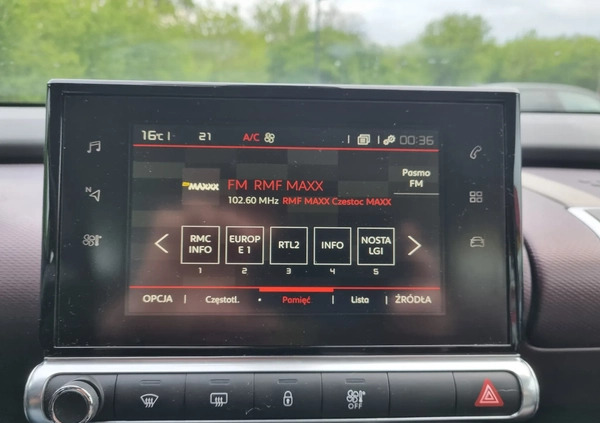 16°C 21 A/C 00:36
MAXXX FM RMF MAXX
102.60 MHz RMF MAXX Czestoc MAXX
Pasmo
FM
N
RMC
INFO
EUROP
E 1
RTL2
INFO
NOSTA
LGI
1 2 3 4 5
OPCJA Częstotl. Pamięć Lista ŹRÓDŁA
OFF